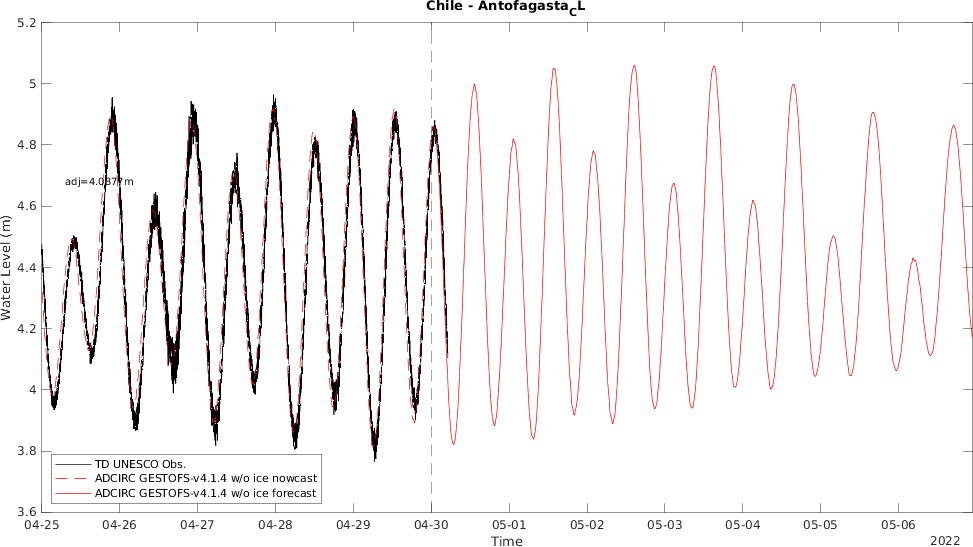 Chile - Antofagasta_CL
5.2
5
4.8
4.6
4.4
4.2
4
3.8
3.6
Water Level (m)
adj=4.0877m
TD UNESCO Obs.
ADCIRC GESTOFS-v4.1.4 w/o ice nowcast
ADCIRC GESTOFS-v4.1.4 w/o ice forecast
04-25 04-26 04-27 04-28 04-29 04-30 05-01 05-02 05-03 05-04 05-05 05-06
Time
2022